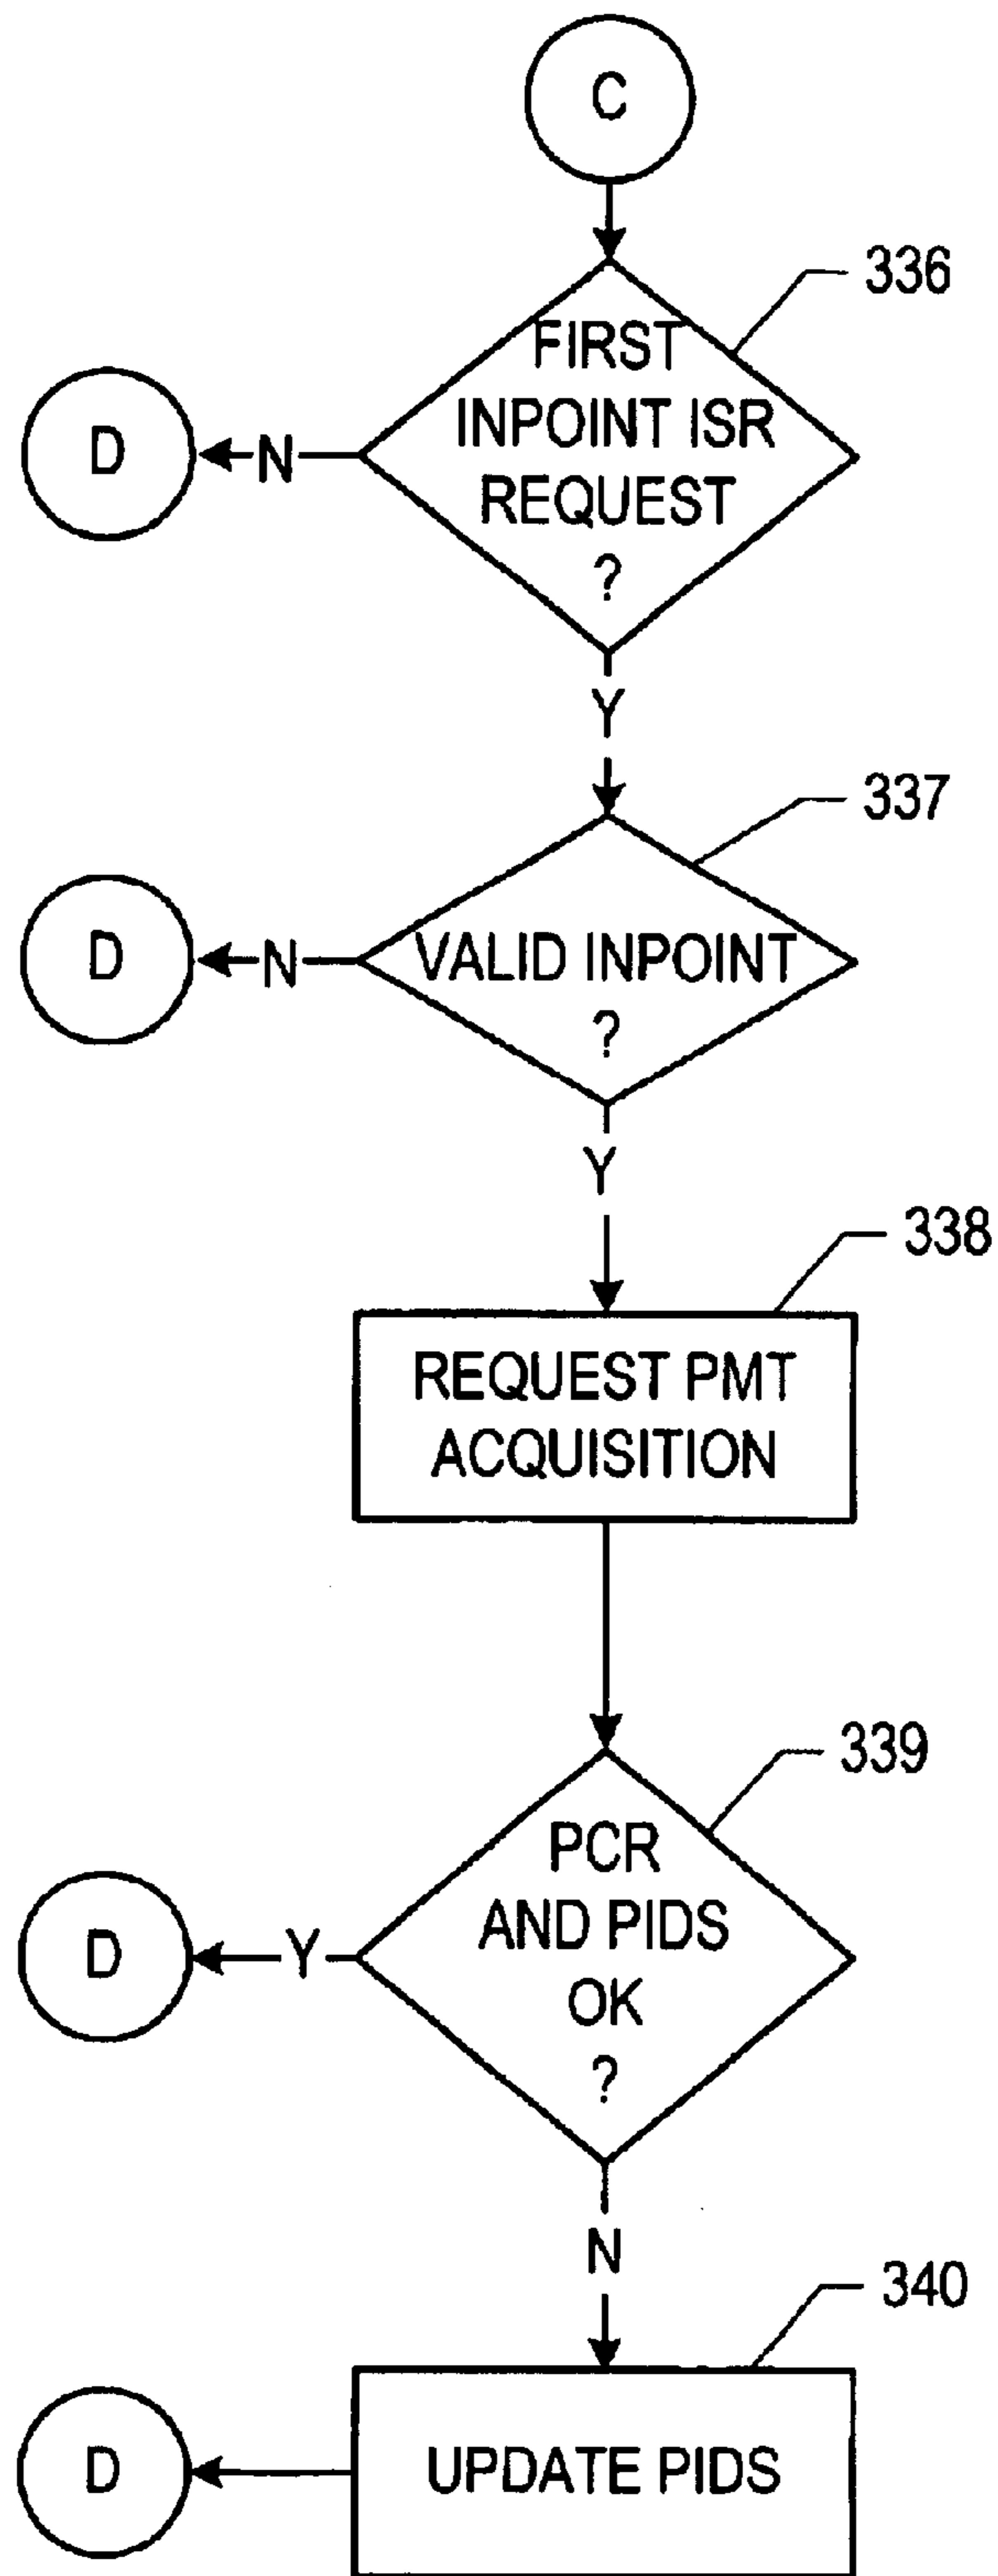 C
336
FIRST
INPOINT ISR
REQUEST
?
D
N
Y
337
VALID INPOINT
?
D
N
Y
338
REQUEST PMT
ACQUISITION
339
PCR
AND PIDS
OK
?
D
Y
N
340
UPDATE PIDS
D